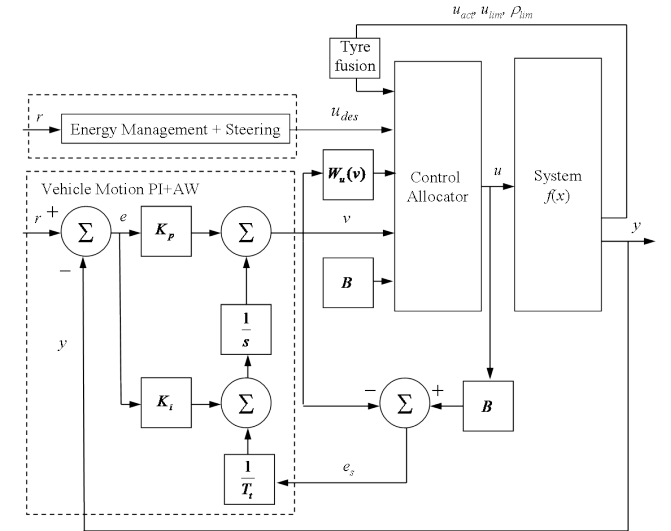 u_act, u_lim, ρ_lim
Tyre
fusion
r
Energy Management + Steering
u_des
W_u(v)
Control
Allocator
u
System
f(x)
Vehicle Motion PI+AW
r
+
Σ
e
K_p
Σ
v
y
−
B
1
s
y
K_i
Σ
−
Σ
+
B
1
T_t
e_s